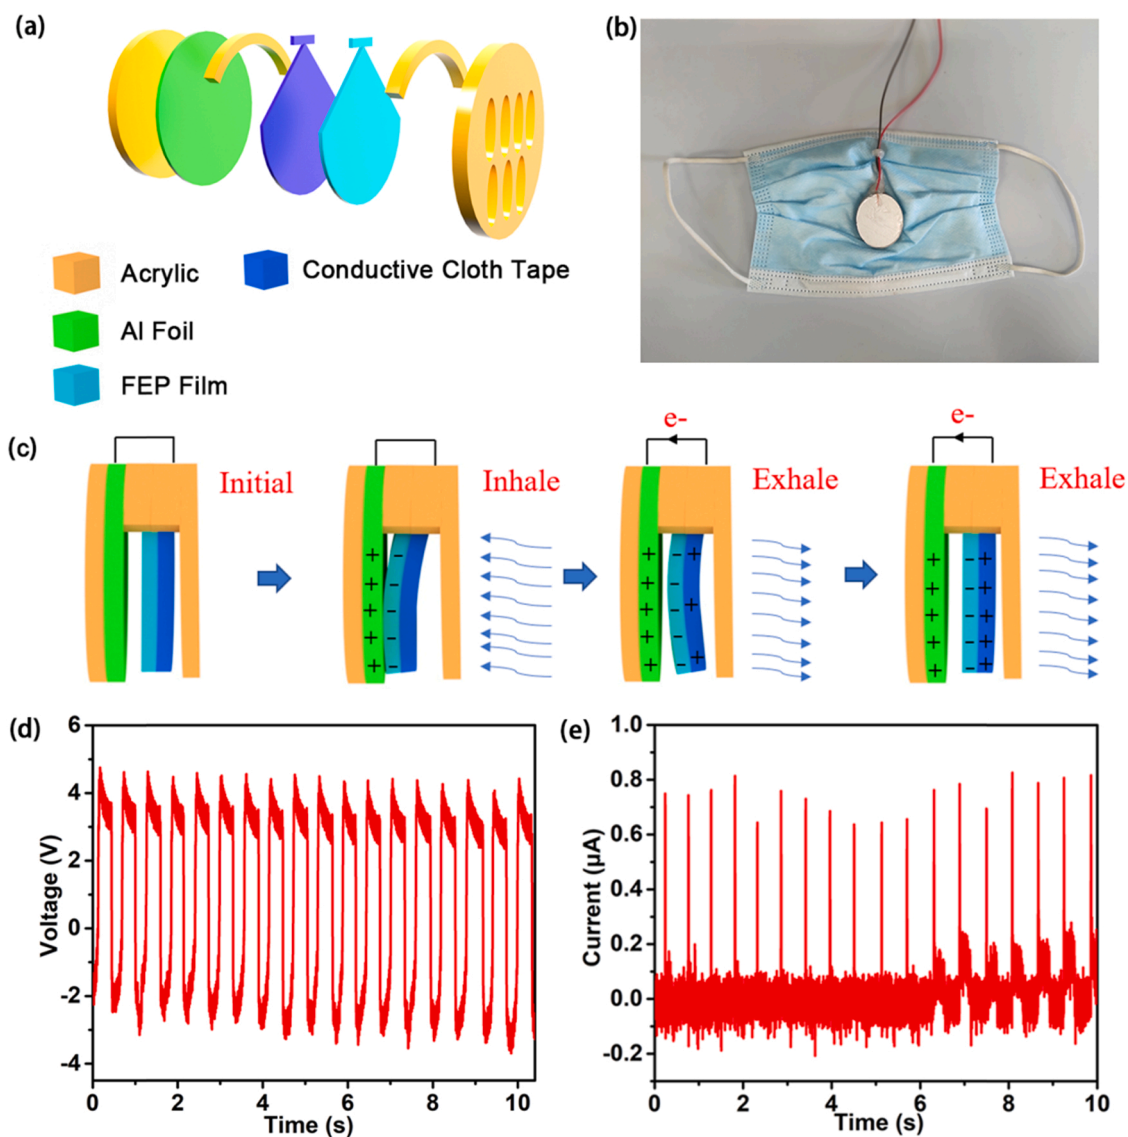 (a)
(b)
Acrylic
Conductive Cloth Tape
Al Foil
FEP Film
(c)
e-
e-
Initial
Inhale
Exhale
Exhale
+ - + - + + - +
+ - + - + - +
+ - + - + + - +
+ - + - + - +
+ - + - + + - +
(d)
6
4
2
0
-2
-4
Voltage (V)
0 2 4 6 8 10
Time (s)
(e)
1.0
0.8
0.6
0.4
0.2
0.0
-0.2
Current (μA)
0 2 4 6 8 10
Time (s)